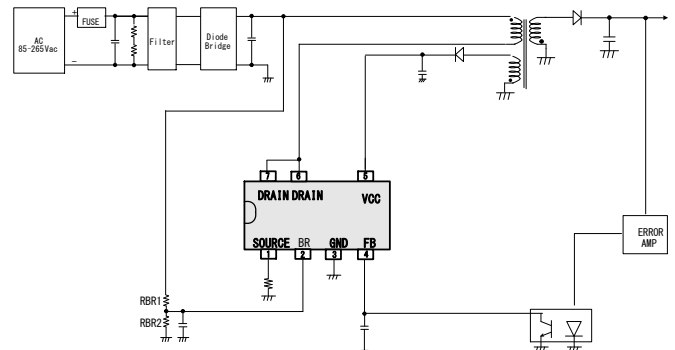 AC
85-265Vac
+
-
FUSE
Filter
Diode
Bridge
7
6
5
DRAIN DRAIN
VCC
SOURCE BR GND FB
1
2
3
4
RBR1
RBR2
ERROR
AMP